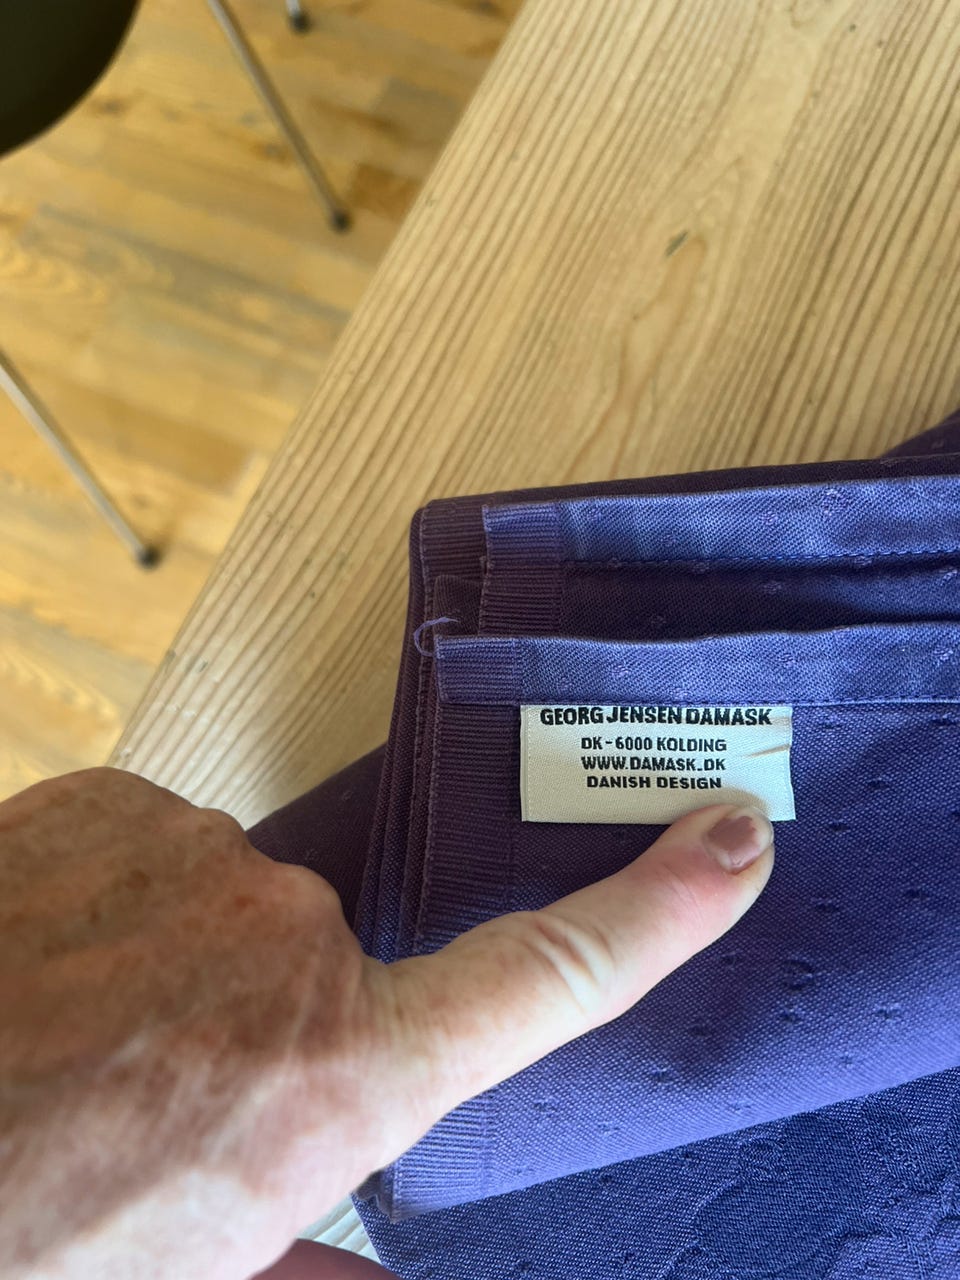 GEORG JENSEN DAMASK
DK-6000 KOLDING
WWW.DAMASK.DK
DANISH DESIGN